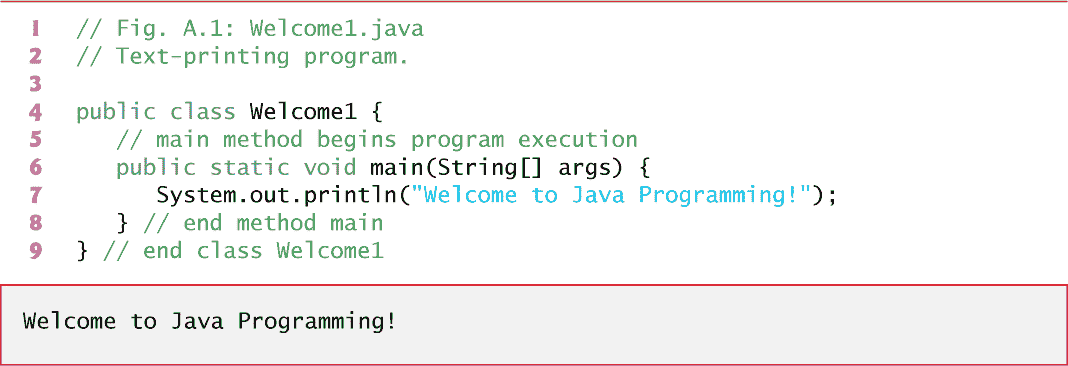 1 // Fig. A.1: Welcome1.java
2 // Text-printing program.
3
4 public class Welcome1 {
5    // main method begins program execution
6    public static void main(String[] args) {
7       System.out.println("Welcome to Java Programming!");
8    } // end method main
9 } // end class Welcome1
Welcome to Java Programming!